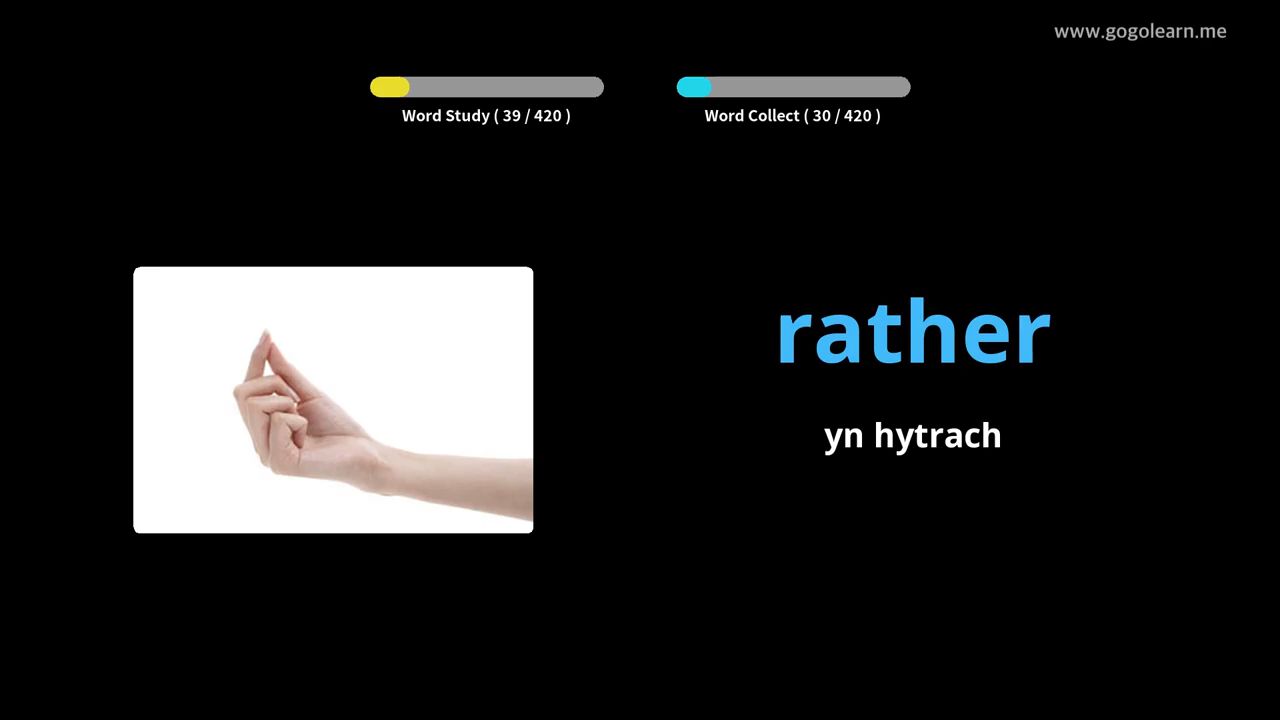 www.gogolearn.me
Word Study ( 39 / 420 )
Word Collect ( 30 / 420 )
rather
yn hytrach